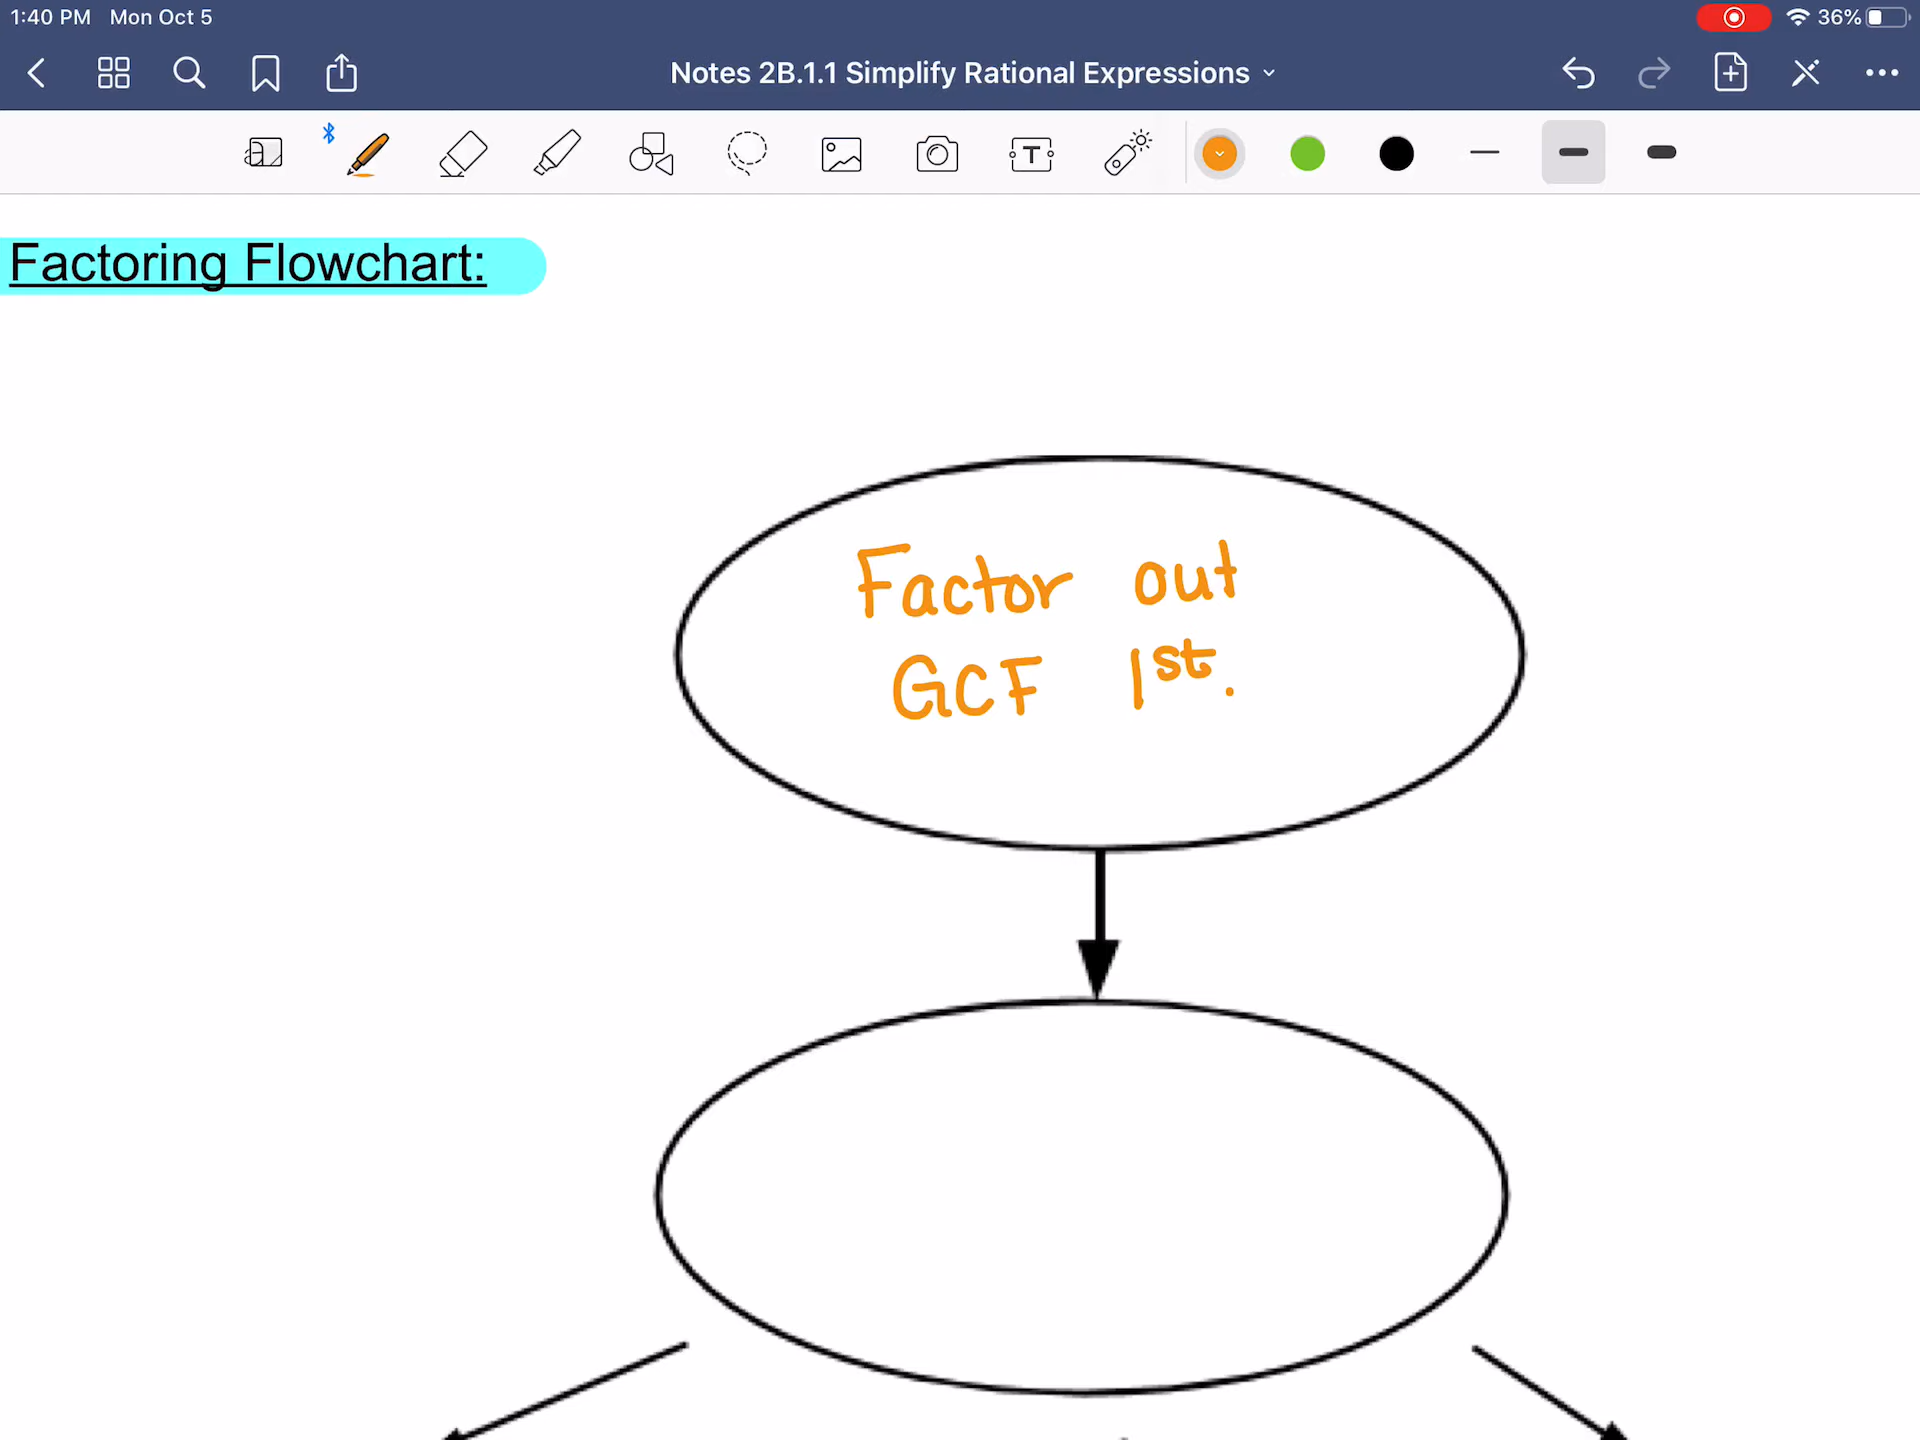 1:40 PM Mon Oct 5
36%
Notes 2B.1.1 Simplify Rational Expressions
Factoring Flowchart:
Factor out
GCF 1st.